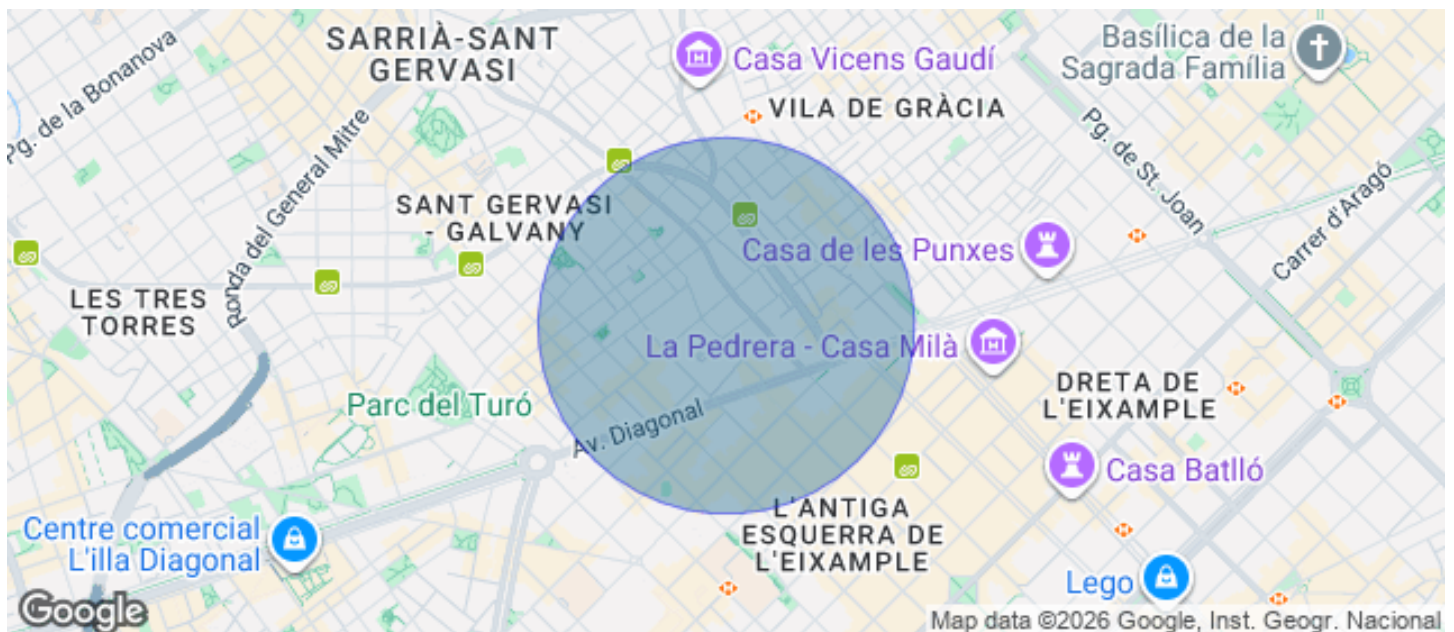 SARRIÀ-SANT
GERVASI
Pg. de la Bonanova
Casa Vicens Gaudí
Basílica de la
Sagrada Família
VILA DE GRÀCIA
Ronda del General Mitre
Pg. de St. Joan
Carrer d'Aragó
SANT GERVASI
- GALVANY
Casa de les Punxes
LES TRES
TORRES
La Pedrera - Casa Milà
Parc del Turó
DRETA DE
L'EIXAMPLE
Av. Diagonal
Casa Batlló
L'ANTIGA
ESQUERRA DE
L'EIXAMPLE
Centre comercial
L'illa Diagonal
Lego
Google
Map data ©2026 Google, Inst. Geogr. Nacional